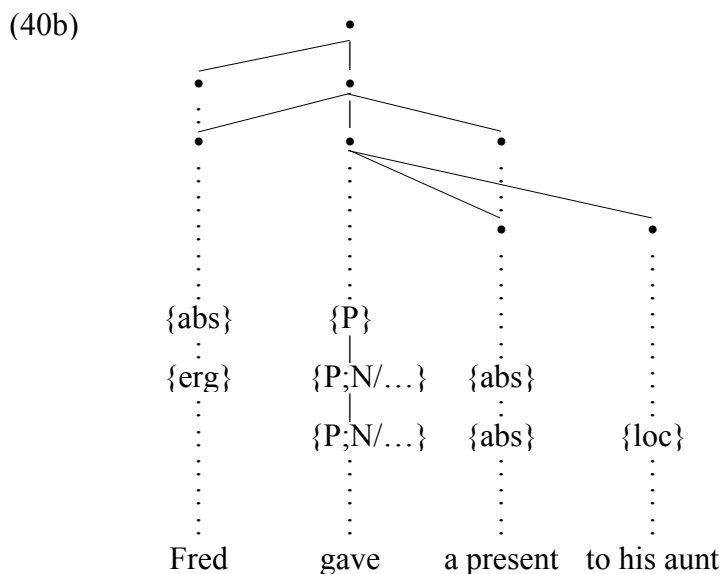 (40b)
{abs} {P}
{erg} {P;N/…} {abs}
{P;N/…} {abs} {loc}
Fred gave a present to his aunt